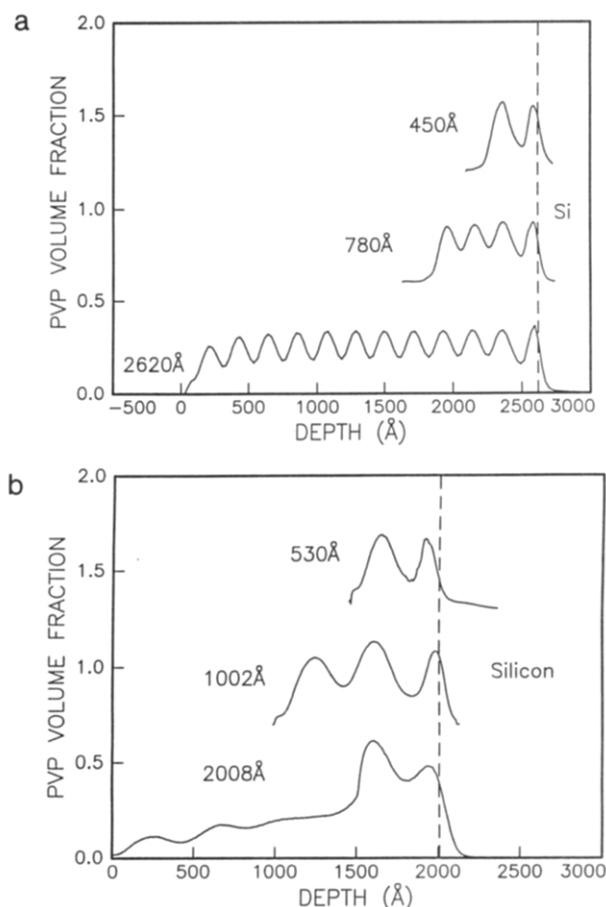 a
PVP VOLUME FRACTION
2.0
1.5
1.0
0.5
0.0
450Å
780Å
2620Å
Si
−500 0 500 1000 1500 2000 2500 3000
DEPTH (Å)
b
PVP VOLUME FRACTION
2.0
1.5
1.0
0.5
0.0
530Å
1002Å
2008Å
Silicon
0 500 1000 1500 2000 2500 3000
DEPTH (Å)